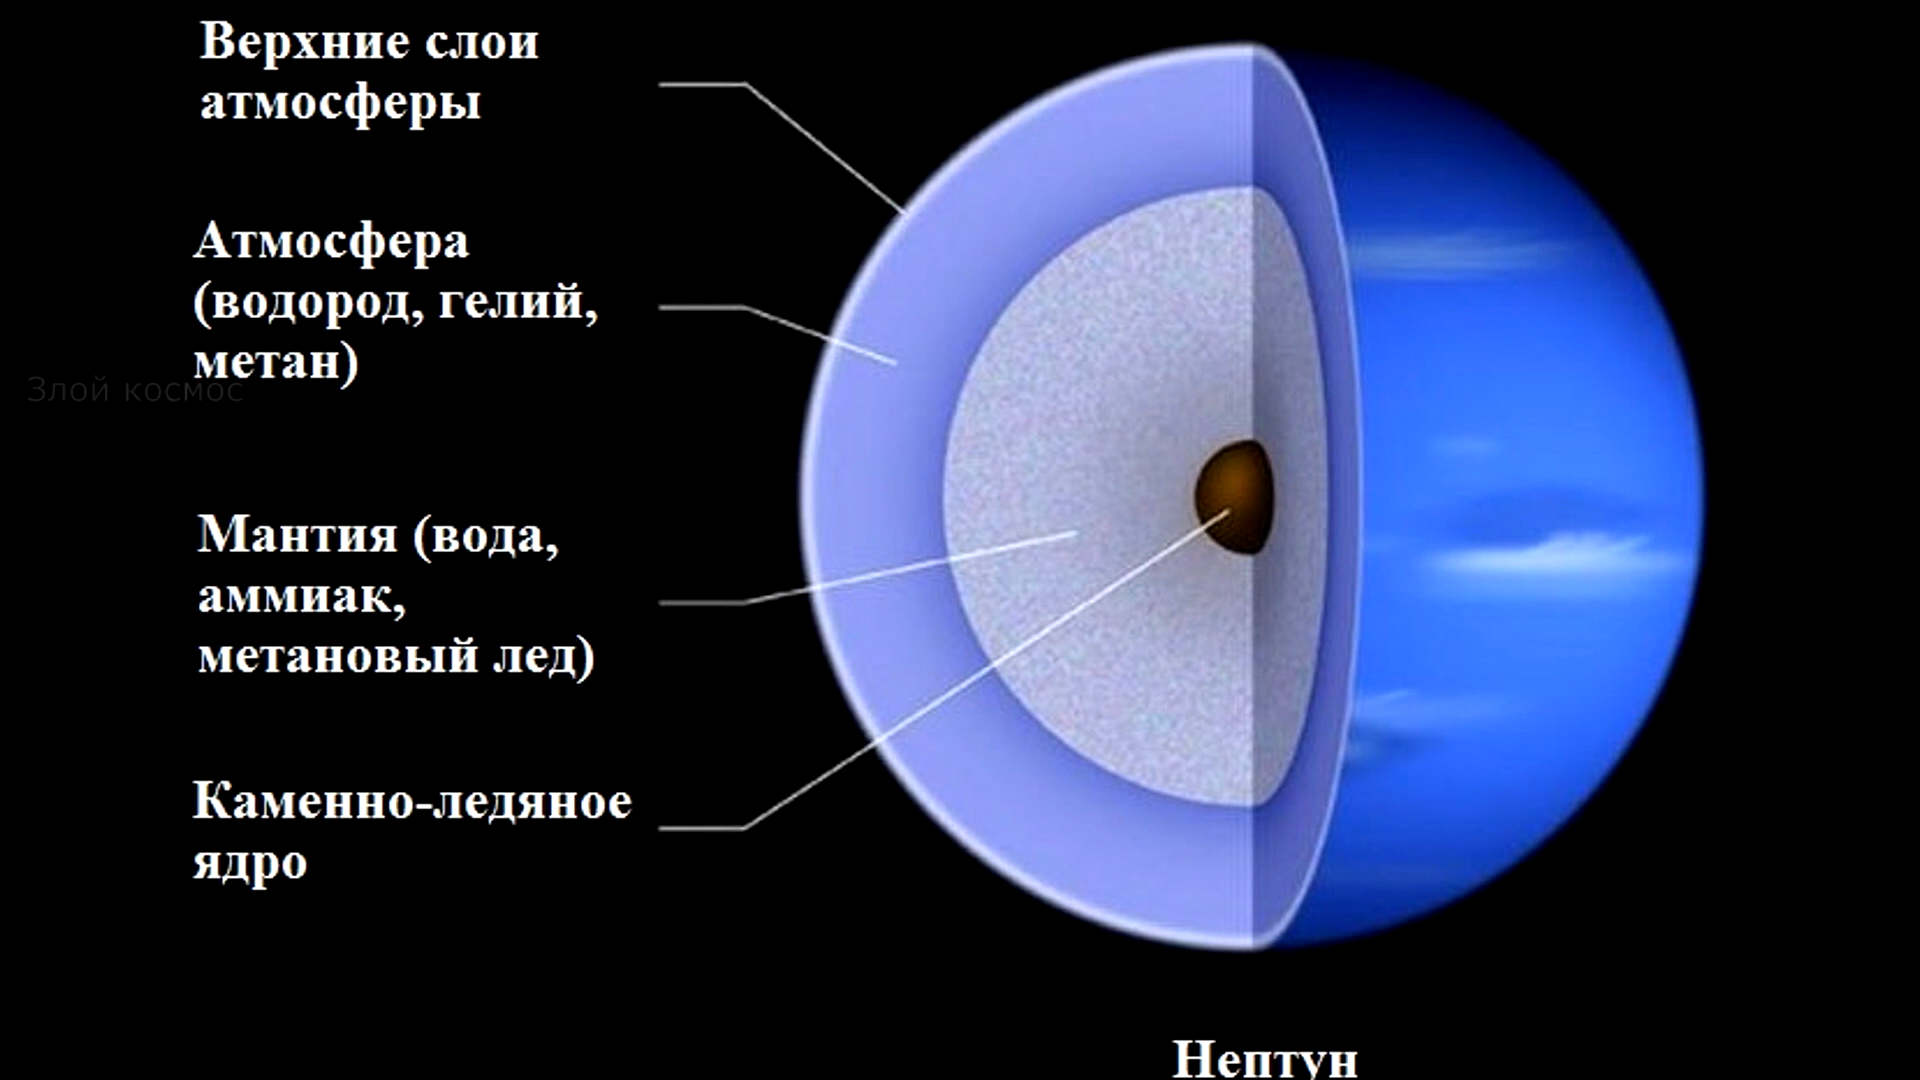 Верхние слои
атмосферы
Атмосфера
(водород, гелий,
метан)
Злой космос
Мантия (вода,
аммиак,
метановый лед)
Каменно-ледяное
ядро
Нептун